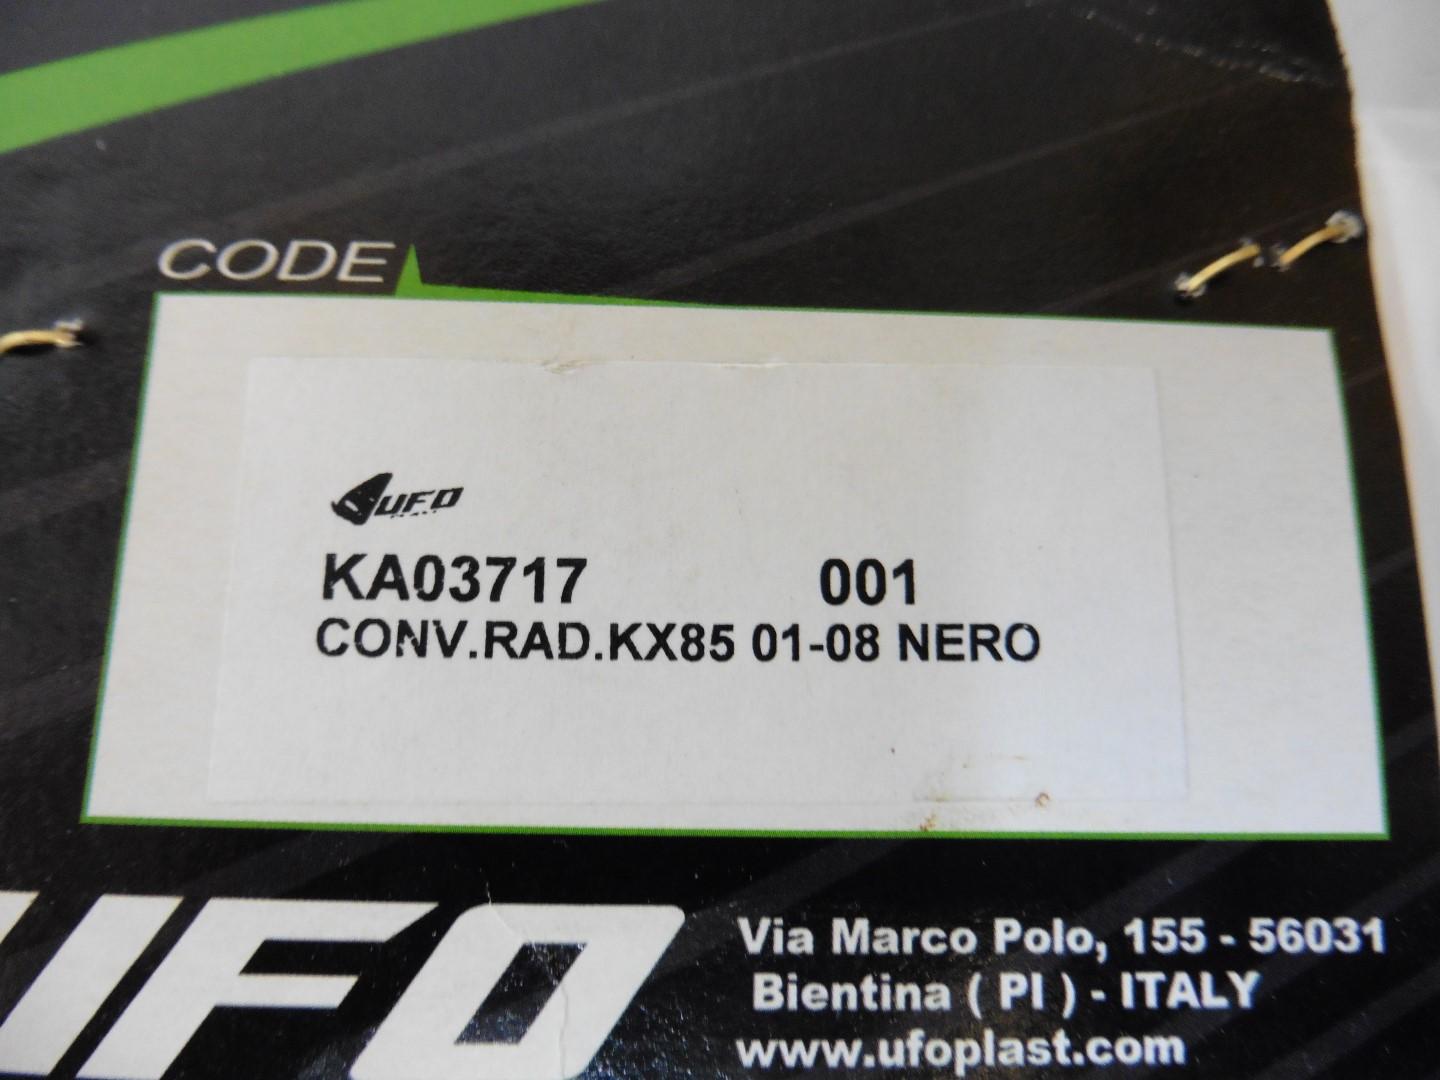 CODE
UFO
KA03717 001
CONV.RAD.KX85 01-08 NERO
UFO
Via Marco Polo, 155 - 56031
Bientina ( PI ) - ITALY
www.ufoplast.com